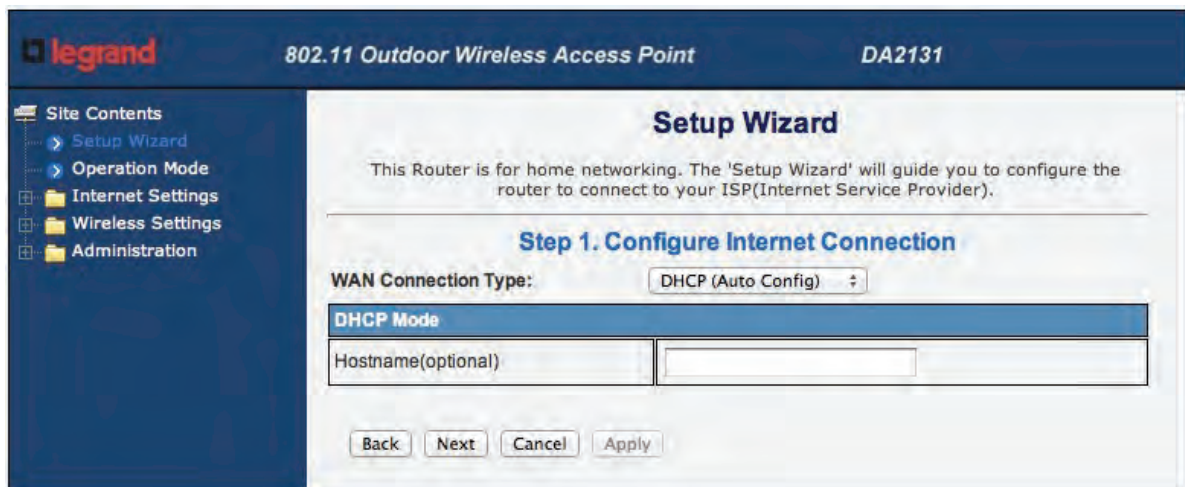 legrand 802.11 Outdoor Wireless Access Point DA2131
Site Contents
Setup Wizard
Operation Mode
Internet Settings
Wireless Settings
Administration
Setup Wizard
This Router is for home networking. The 'Setup Wizard' will guide you to configure the
router to connect to your ISP(Internet Service Provider).
Step 1. Configure Internet Connection
WAN Connection Type: DHCP (Auto Config)
DHCP Mode
Hostname(optional)
Back Next Cancel Apply